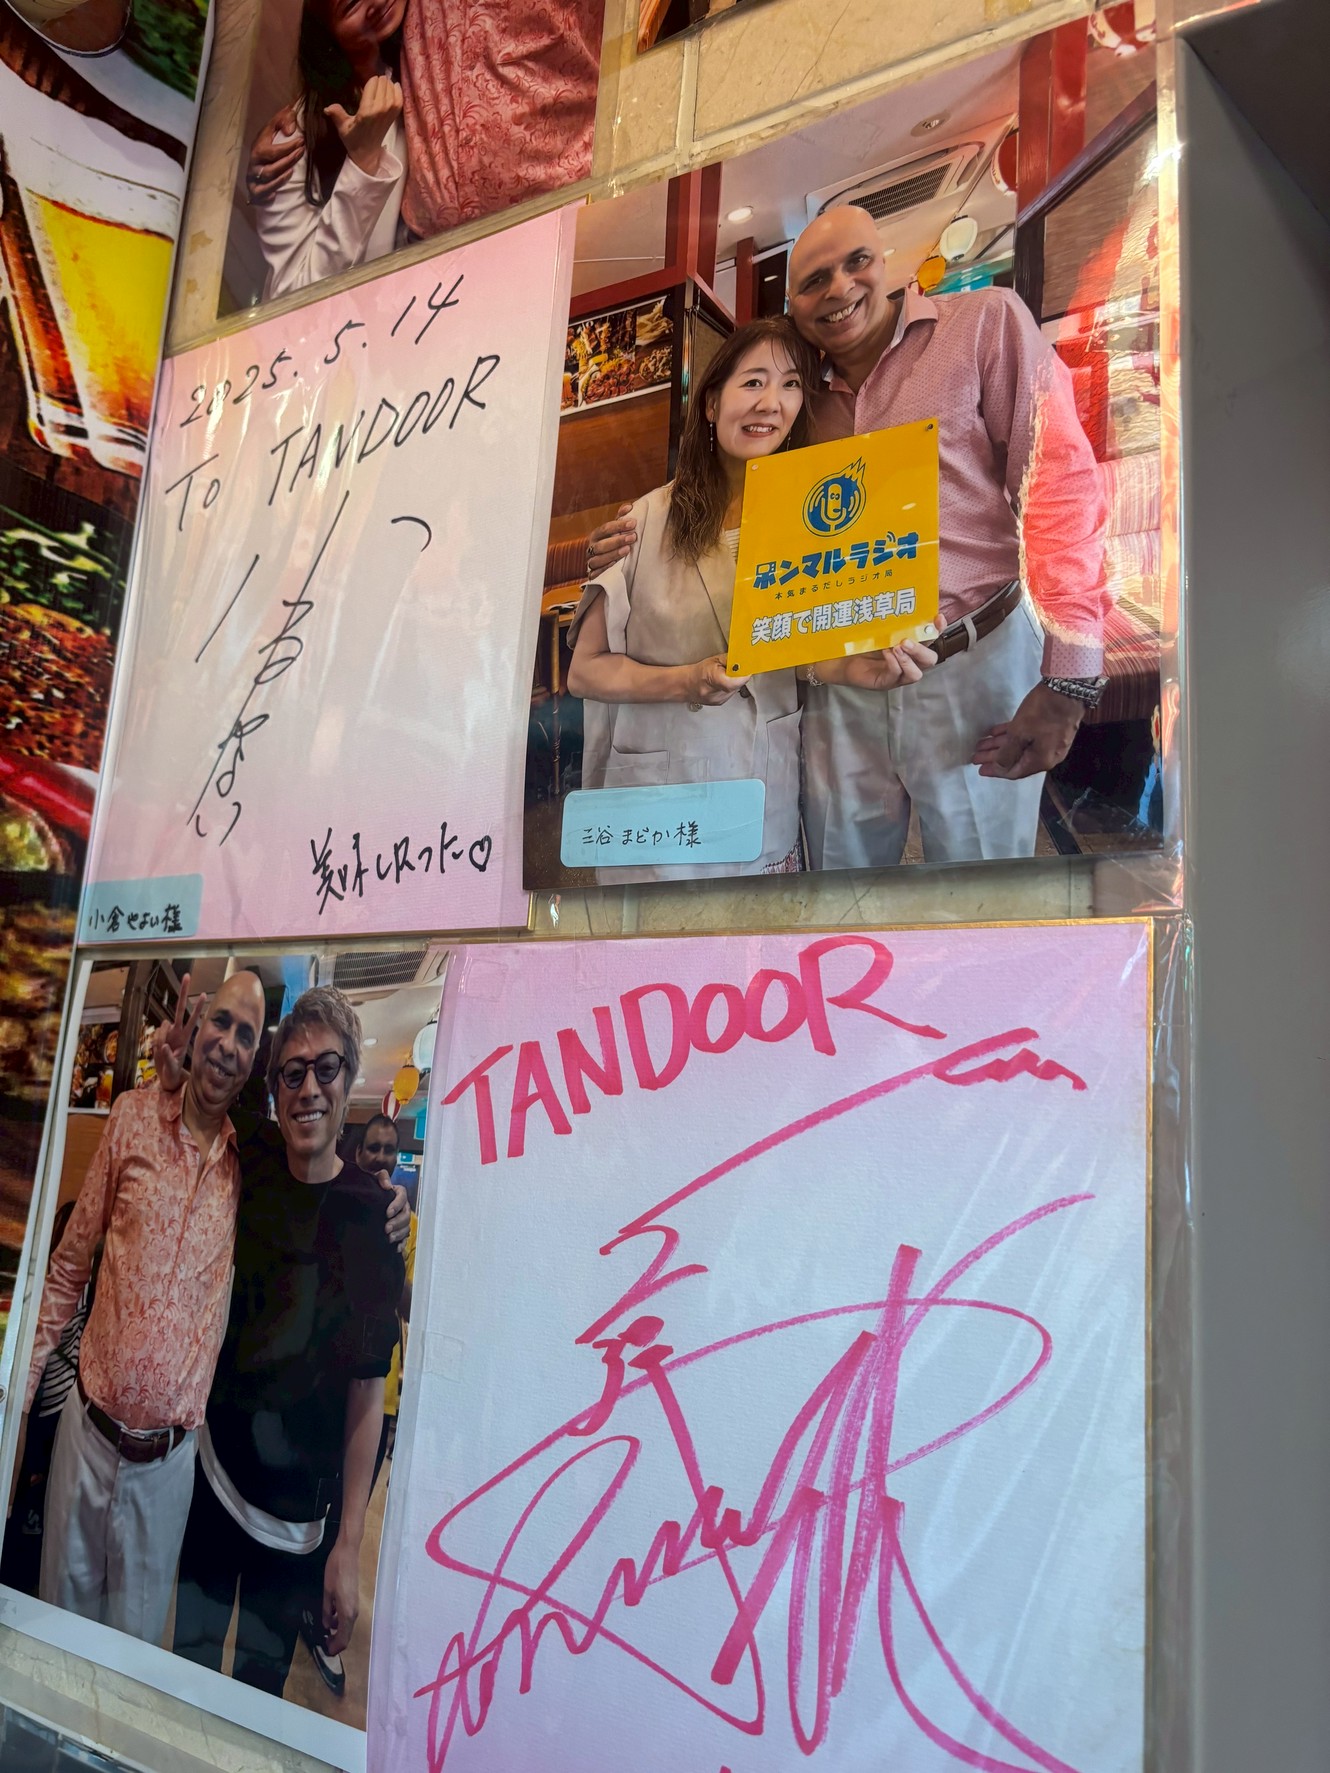 2025.5.14
To TANDOOR
美味しかった♡
小倉やよい様
ホンマルラジオ
本気まるだしラジオ局
笑顔で開運浅草局
三谷まどか様
TANDOOR